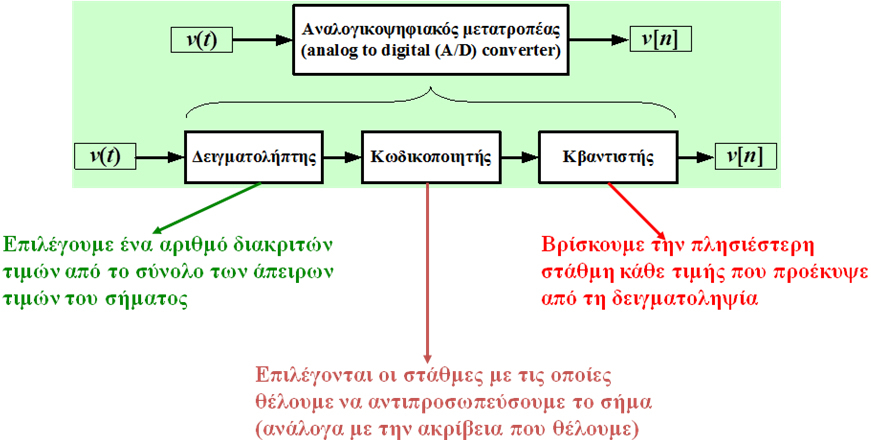 v(t)
Αναλογικοψηφιακός μετατροπέας
(analog to digital (A/D) converter)
v[n]
v(t)
Δειγματολήπτης
Κωδικοποιητής
Κβαντιστής
v[n]
Επιλέγουμε ένα αριθμό διακριτών
τιμών από το σύνολο των άπειρων
τιμών του σήματος
Βρίσκουμε την πλησιέστερη
στάθμη κάθε τιμής που προέκυψε
από τη δειγματοληψία
Επιλέγονται οι στάθμες με τις οποίες
θέλουμε να αντιπροσωπεύσουμε το σήμα
(ανάλογα με την ακρίβεια που θέλουμε)